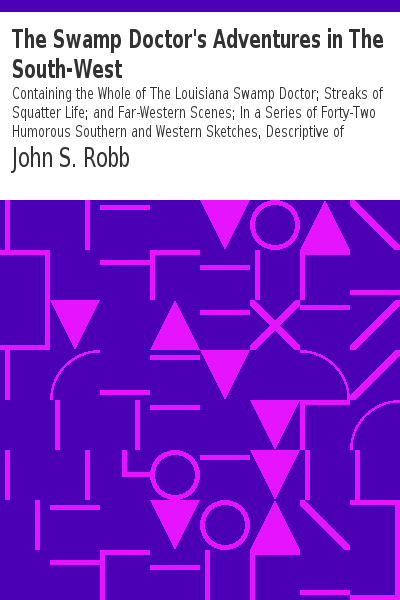 The Swamp Doctor's Adventures in The
South-West
Containing the Whole of The Louisiana Swamp Doctor; Streaks of
Squatter Life; and Far-Western Scenes; In a Series of Forty-Two
Humorous Southern and Western Sketches, Descriptive of
John S. Robb